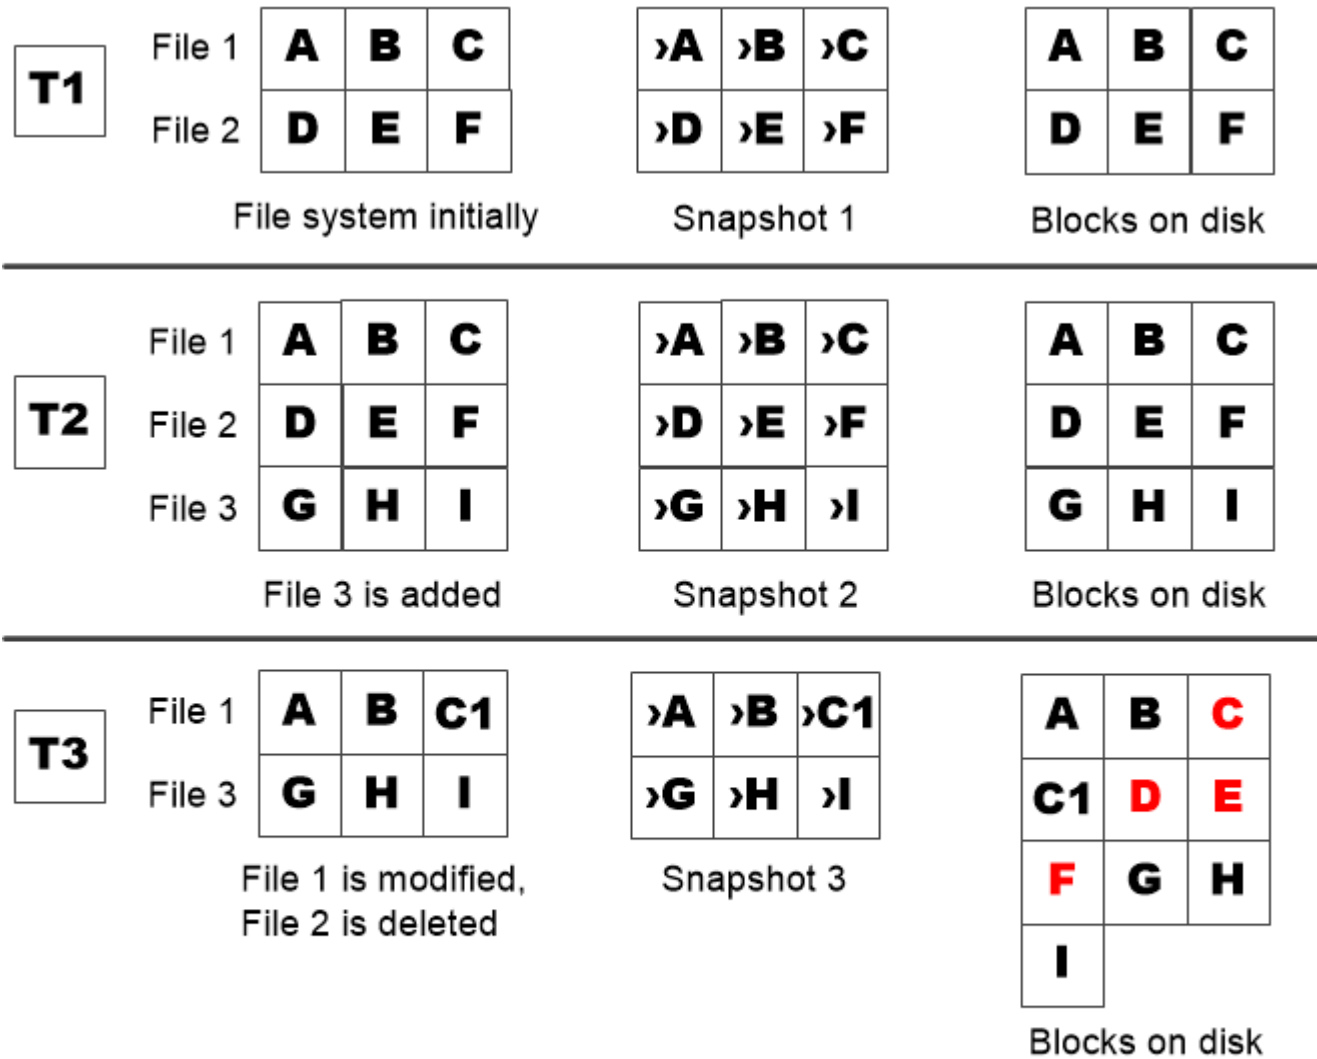 File 1 A B C ›A ›B ›C A B C
T1
File 2 D E F ›D ›E ›F D E F
File system initially Snapshot 1 Blocks on disk
File 1 A B C ›A ›B ›C A B C
T2 File 2 D E F ›D ›E ›F D E F
File 3 G H I ›G ›H ›I G H I
File 3 is added Snapshot 2 Blocks on disk
File 1 A B C1 ›A ›B ›C1 A B C
T3
File 3 G H I ›G ›H ›I C1 D E
File 1 is modified, Snapshot 3 F G H
File 2 is deleted
I
Blocks on disk